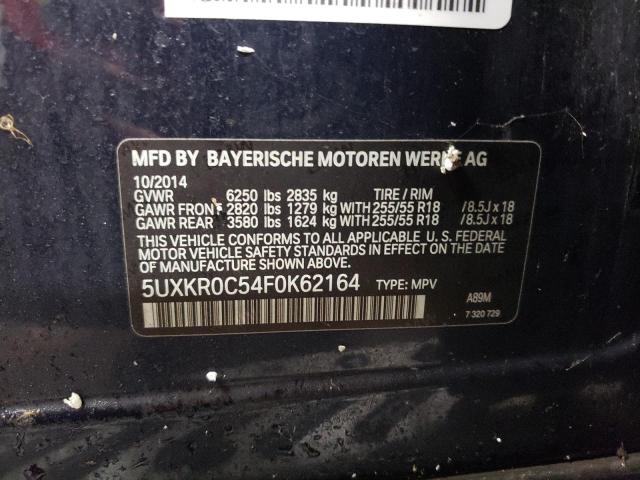 MFD BY BAYERISCHE MOTOREN WERKE AG
10/2014
GVWR 6250 lbs 2835 kg TIRE / RIM
GAWR FRONT 2820 lbs 1279 kg WITH 255/55 R18 / 8.5J x 18
GAWR REAR 3580 lbs 1624 kg WITH 255/55 R18 / 8.5J x 18
THIS VEHICLE CONFORMS TO ALL APPLICABLE U. S. FEDERAL
MOTOR VEHICLE SAFETY STANDARDS IN EFFECT ON THE DATE
OF MANUFACTURE SHOWN ABOVE.
5UXKR0C54F0K62164 TYPE: MPV
A89M
7 320 729